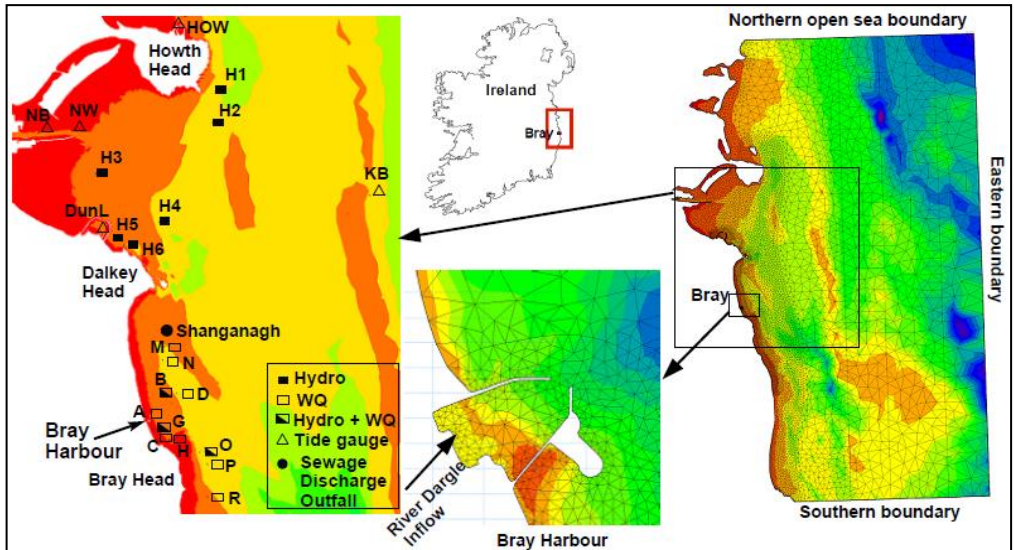 HOW
Howth
Head
H1
H2
NB
NW
H3
KB
DunL
H4
H5
H6
Dalkey
Head
Shanganagh
M
N
B
D
A
G
C
H
O
P
R
Bray
Harbour
Bray Head
Hydro
WQ
Hydro + WQ
Tide gauge
Sewage
Discharge
Outfall
Ireland
Bray
River Dargle
Inflow
Bray Harbour
Northern open sea boundary
Eastern boundary
Bray
Southern boundary